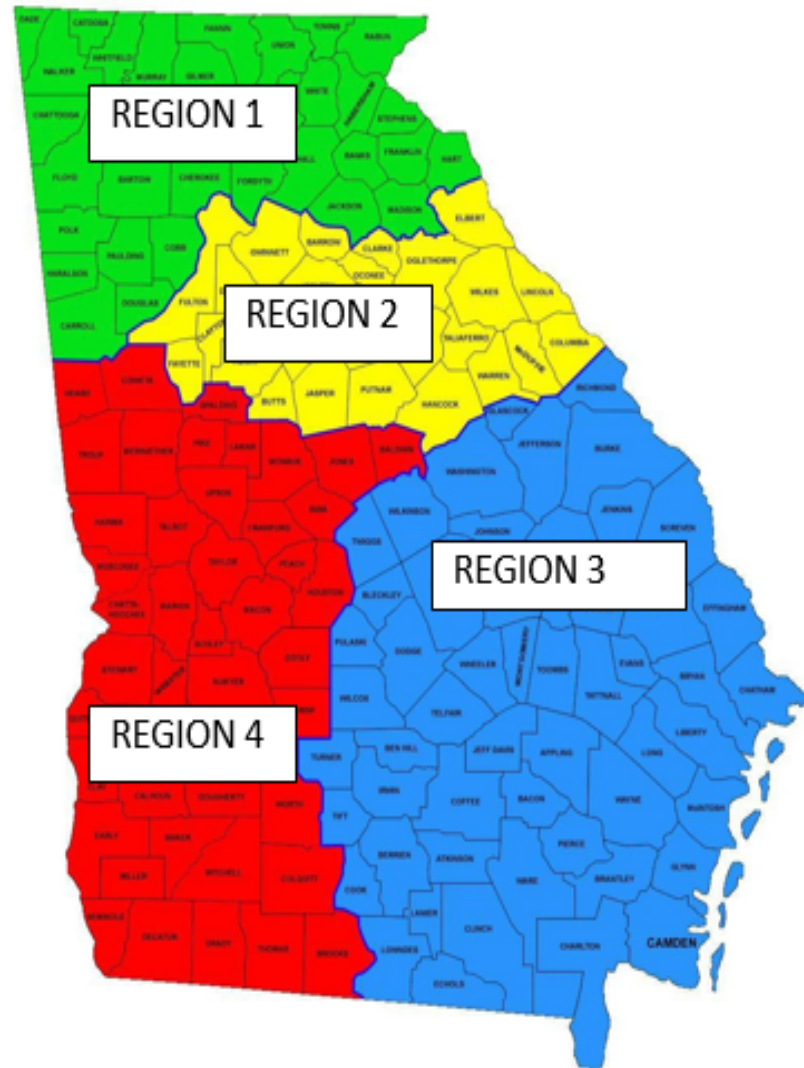 DADE
CATOOSA
FANNIN
TOWNS
RABUN
UNION
WHITFIELD
WALKER
MURRAY
GILMER
WHITE
HABERSHAM
STEPHENS
CHATTOOGA
REGION 1
HALL
BANKS
FRANKLIN
HART
FLOYD
BARTOW
CHEROKEE
FORSYTH
JACKSON
MADISON
POLK
COBB
PAULDING
HARALSON
DOUGLAS
CARROLL
ELBERT
GWINNETT
BARROW
CLARKE
OCONEE
OGLETHORPE
WILKES
LINCOLN
FULTON
REGION 2
CLAYTON
TALIAFERRO
McDUFFIE
COLUMBIA
FAYETTE
WARREN
BUTTS
JASPER
PUTNAM
HANCOCK
HEARD
COWETA
SPALDING
GLASCOCK
RICHMOND
TROUP
MERIWETHER
PIKE
LAMAR
MONROE
JONES
BALDWIN
WASHINGTON
JEFFERSON
BURKE
UPSON
BIBB
WILKINSON
JENKINS
SCREVEN
HARRIS
TALBOT
CRAWFORD
TWIGGS
JOHNSON
TAYLOR
PEACH
REGION 3
HOUSTON
BLECKLEY
MARION
MACON
EFFINGHAM
SCHLEY
PULASKI
DODGE
STEWART
WEBSTER
SUMTER
DOOLY
WHEELER
MONTGOMERY
TOOMBS
EVANS
TATTNALL
BRYAN
CHATHAM
WILCOX
TELFAIR
LIBERTY
REGION 4
TURNER
BEN HILL
JEFF DAVIS
APPLING
LONG
CLAY
CALHOUN
DOUGHERTY
WORTH
TIFT
IRWIN
COFFEE
BACON
WAYNE
McINTOSH
EARLY
BAKER
PIERCE
MILLER
MITCHELL
COLQUITT
COOK
BERRIEN
ATKINSON
WARE
BRANTLEY
GLYNN
SEMINOLE
DECATUR
GRADY
THOMAS
BROOKS
LANIER
LOWNDES
CLINCH
ECHOLS
CHARLTON
CAMDEN